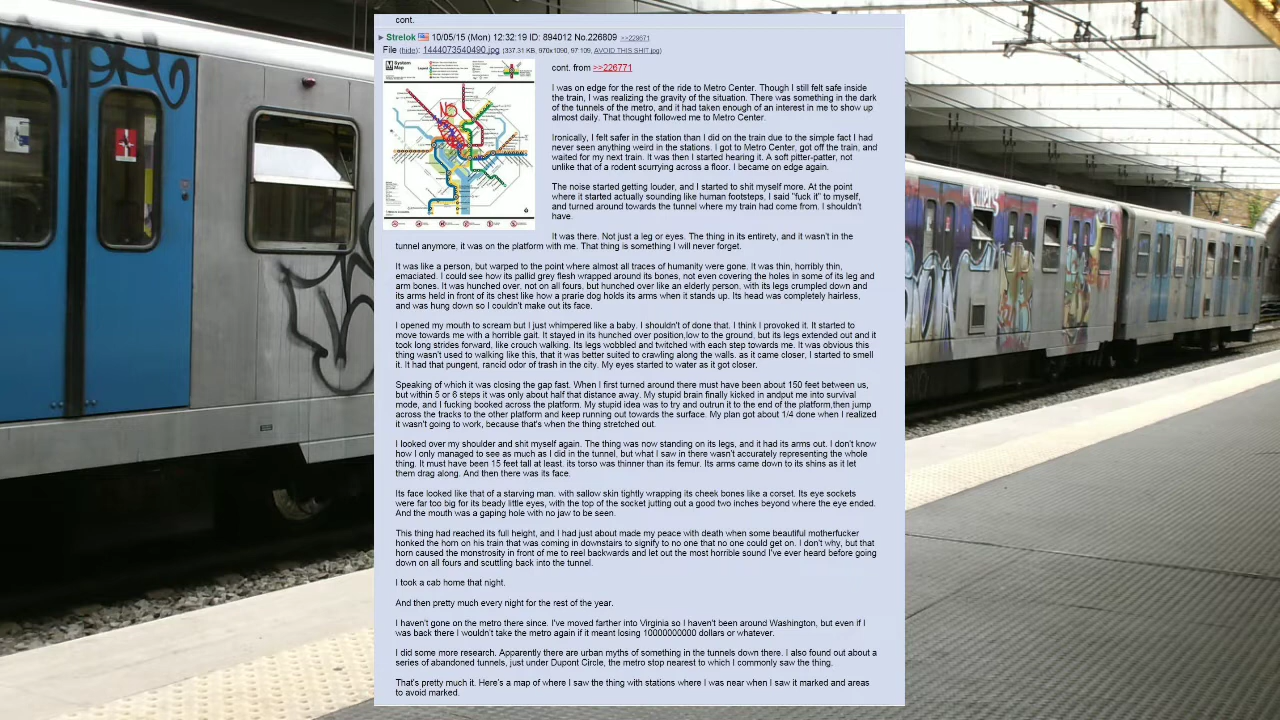 cont.
▶ Strelok 10/05/15 (Mon) 12:32:19 ID: 894012 No.226809 >>229571
File (hide): 1444073540490.jpg (337.31 KB, 970x1090, 97:109, AVOID THIS SHIT.jpg)
System Map
cont. from >>226771
I was on edge for the rest of the ride to Metro Center. Though I still felt safe inside
the train, I was realizing the gravity of the situation. There was something in the dark
of the tunnels of the metro, and it had taken enough of an interest in me to show up
almost daily. That thought followed me to Metro Center.
Ironically, I felt safer in the station than I did on the train due to the simple fact I had
never seen anything weird in the stations. I got to Metro Center, got off the train, and
waited for my next train. It was then I started hearing it. A soft pitter-patter, not
unlike that of a rodent scurrying across a floor. I became on edge again.
The noise started getting louder, and I started to shit myself more. At the point
where it started actually sounding like human footsteps, I said "fuck it" to myself,
and turned around towards the tunnel where my train had come from. I shouldn't
have.
It was there. Not just a leg or eyes. The thing in its entirety, and it wasn't in the
tunnel anymore, it was on the platform with me. That thing is something I will never forget.
It was like a person, but warped to the point where almost all traces of humanity were gone. It was thin, horribly thin,
emaciated. I could see how its pallid grey flesh wrapped around its bones, not even covering the holes in some of its leg and
arm bones. It was hunched over, not on all fours, but hunched over like an elderly person, with its legs crumpled down and
its arms held in front of its chest like how a prairie dog holds its arms when it stands up. Its head was completely hairless,
and was hung down so I couldn't make out its face.
I opened my mouth to scream but I just whimpered like a baby. I shouldn't of done that. I think I provoked it. It started to
move towards me with a horrible gait. It stayed in its hunched over position,low to the ground, but its legs extended out and it
took long strides forward, like crouch walking. Its legs wobbled and twitched with each step towards me. It was obvious this
thing wasn't used to walking like this, that it was better suited to crawling along the walls. as it came closer, I started to smell
it. It had that pungent, rancid odor of trash in the city. My eyes started to water as it got closer.
Speaking of which it was closing the gap fast. When I first turned around there must have been about 150 feet between us,
but within 5 or 6 steps it was only about half that distance away. My stupid brain finally kicked in andput me into survival
mode, and I fucking booked across the platform. My stupid idea was to try and outrun it to the end of the platform,then jump
across the tracks to the other platform and keep running out towards the surface. My plan got about 1/4 done when I realized
it wasn't going to work, because that's when the thing stretched out.
I looked over my shoulder and shit myself again. The thing was now standing on its legs, and it had its arms out. I don't know
how I only managed to see as much as I did in the tunnel, but what I saw in there wasn't accurately representing the whole
thing. It must have been 15 feet tall at least. its torso was thinner than its femur. Its arms came down to its shins as it let
them drag along. And then there was its face.
Its face looked like that of a starving man. with sallow skin tightly wrapping its cheek bones like a corset. Its eye sockets
were far too big for its beady little eyes, with the top of the socket jutting out a good two inches beyond where the eye ended.
And the mouth was a gaping hole with no jaw to be seen.
This thing had reached its full height, and I had just about made my peace with death when some beautiful motherfucker
honked the horn on his train that was coming in downstairs to signify to no one that no one could get on. I don't why, but that
horn caused the monstrosity in front of me to reel backwards and let out the most horrible sound I've ever heard before going
down on all fours and scuttling back into the tunnel.
I took a cab home that night.
And then pretty much every night for the rest of the year.
I haven't gone on the metro there since. I've moved farther into Virginia so I haven't been around Washington, but even if I
was back there I wouldn't take the metro again if it meant losing 10000000000 dollars or whatever.
I did some more research. Apparently there are urban myths of something in the tunnels down there. I also found out about a
series of abandoned tunnels, just under Dupont Circle, the metro stop nearest to which I commonly saw the thing.
That's pretty much it. Here's a map of where I saw the thing with stations where I was near when I saw it marked and areas
to avoid marked.